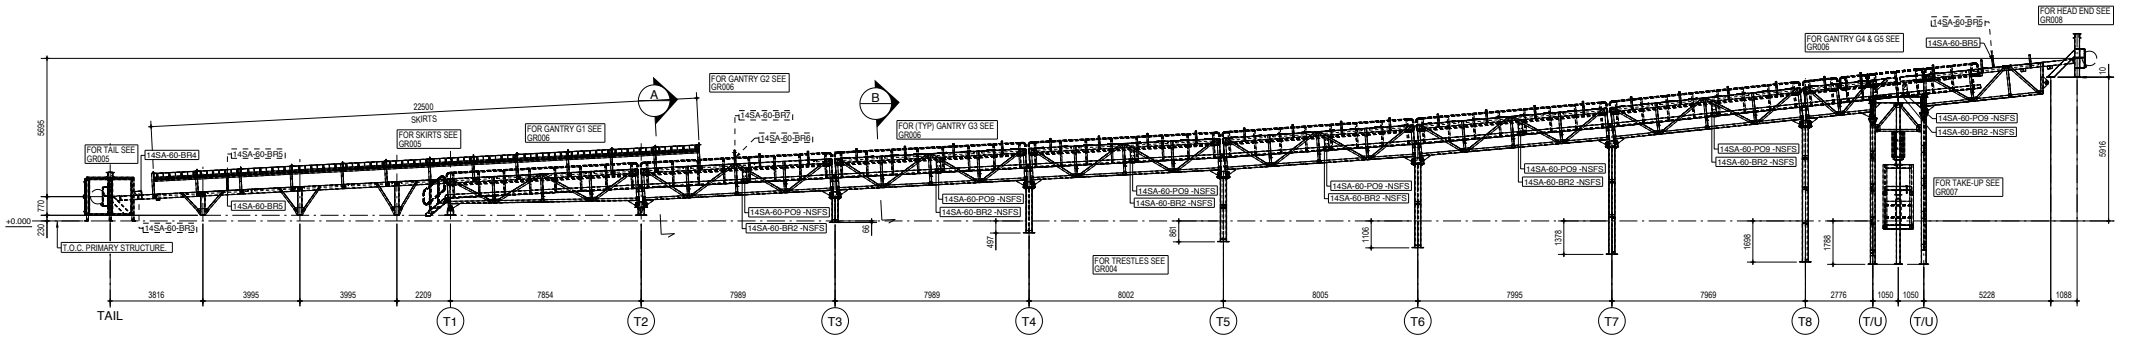 FOR HEAD END SEE
GR008
14SA-60-BR5
FOR GANTRY G4 & G5 SEE
GR006
14SA-60-BR5
10
A
FOR GANTRY G2 SEE
GR006
B
22500
SKIRTS
14SA-60-BR7
FOR (TYP) GANTRY G3 SEE
GR006
14SA-60-PO9 -NSFS
14SA-60-BR2 -NSFS
6695
FOR SKIRTS SEE
GR005
FOR GANTRY G1 SEE
GR006
14SA-60-BR6
FOR TAIL SEE
GR005
14SA-60-BR4
14SA-60-BR5
14SA-60-PO9 -NSFS
14SA-60-BR2 -NSFS
5916
14SA-60-PO9 -NSFS
14SA-60-BR2 -NSFS
FOR TAKE-UP SEE
GR007
14SA-60-PO9 -NSFS
14SA-60-BR2 -NSFS
14SA-60-PO9 -NSFS
14SA-60-BR2 -NSFS
14SA-60-PO9 -NSFS
14SA-60-BR2 -NSFS
14SA-60-PO9 -NSFS
14SA-60-BR2 -NSFS
770
14SA-60-BR5
+0.000
230
14SA-60-BR3
T.O.C. PRIMARY STRUCTURE.
66
497
861
1106
1378
1698
1788
FOR TRESTLES SEE
GR004
3816
3995
3995
2209
7854
7989
7989
8002
8005
7995
7969
2776
1050
1050
5228
1088
TAIL
T1
T2
T3
T4
T5
T6
T7
T8
T/U
T/U